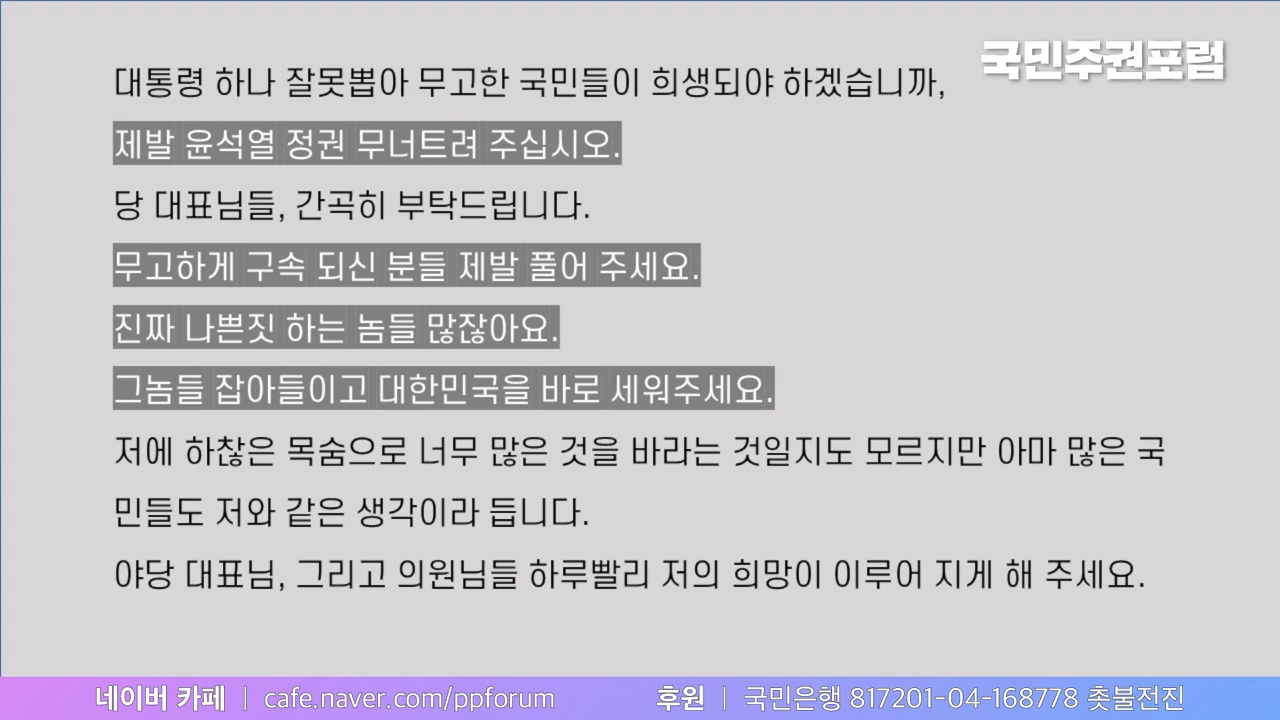 국민주권포럼
대통령 하나 잘못뽑아 무고한 국민들이 희생되야 하겠습니까,
제발 윤석열 정권 무너트려 주십시오.
당 대표님들, 간곡히 부탁드립니다.
무고하게 구속 되신 분들 제발 풀어 주세요.
진짜 나쁜짓 하는 놈들 많잖아요.
그놈들 잡아들이고 대한민국을 바로 세워주세요.
저에 하찮은 목숨으로 너무 많은 것을 바라는 것일지도 모르지만 아마 많은 국
민들도 저와 같은 생각이라 듭니다.
야당 대표님, 그리고 의원님들 하루빨리 저의 희망이 이루어 지게 해 주세요.
네이버 카페 | cafe.naver.com/ppforum 후원 | 국민은행 817201-04-168778 촛불전진